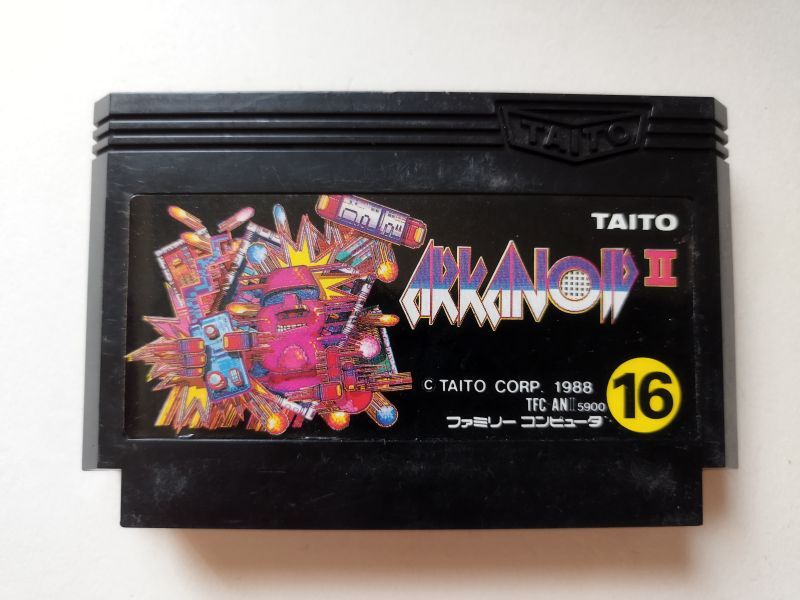 TAITO
TAITO
ARKANOID II
© TAITO CORP. 1988
TFC-ANII 5900
16
ファミリー コンピュータ